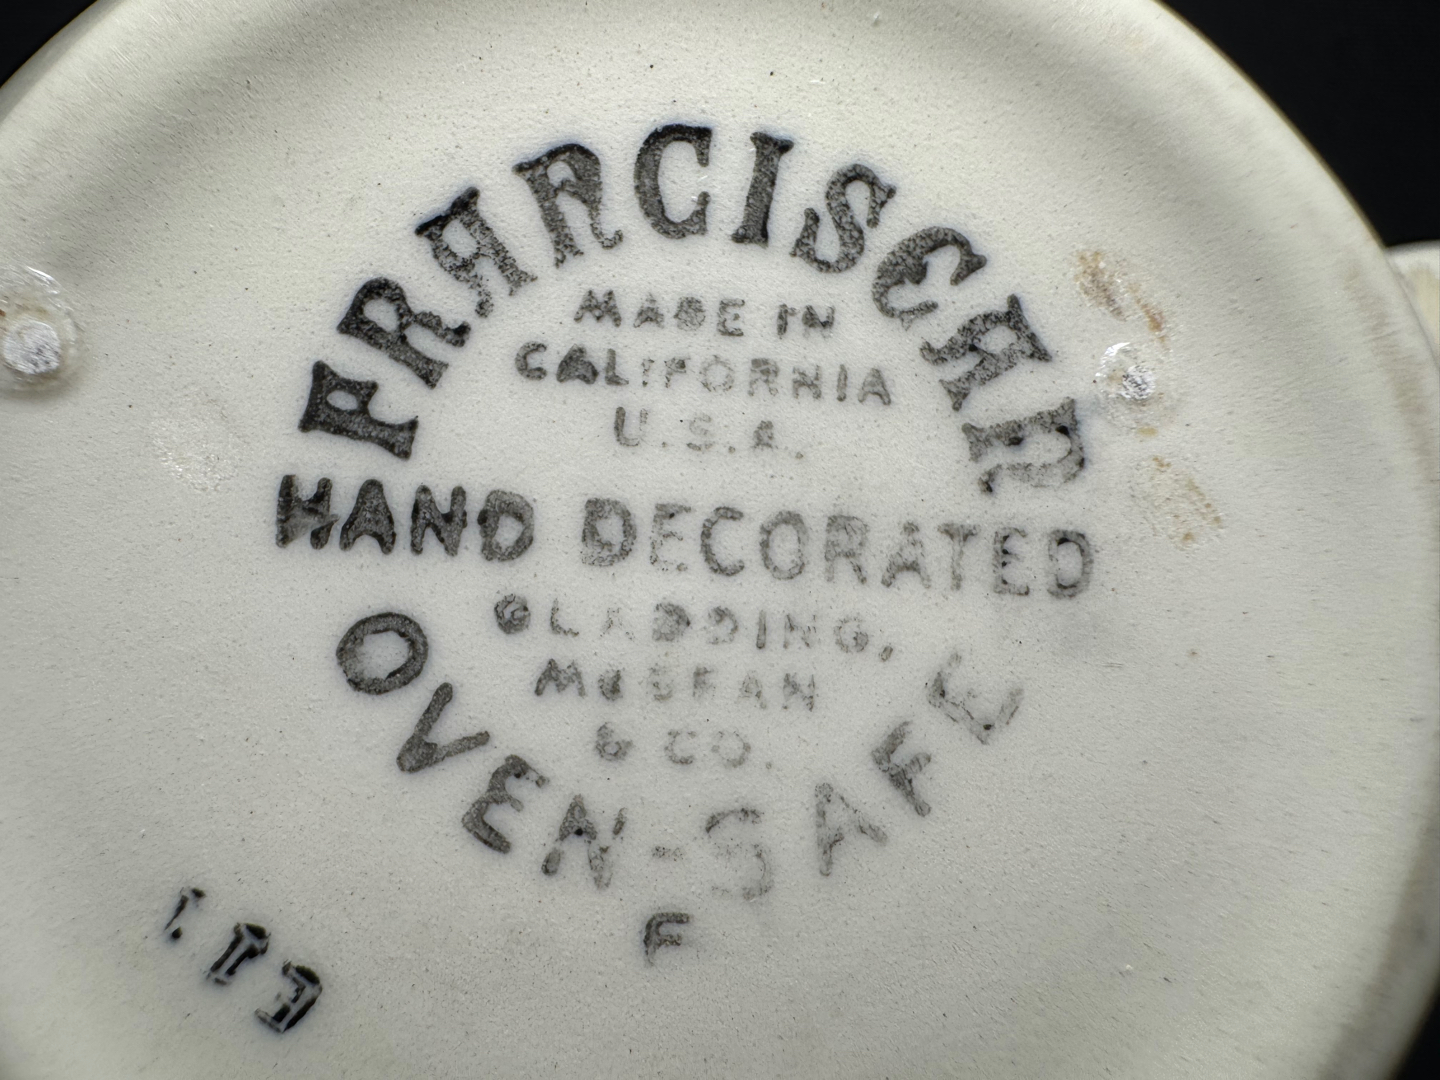 FRANCISCAN
MADE IN
CALIFORNIA
U.S.A.
HAND DECORATED
GLADDING,
McBEAN
& CO.
OVEN-SAFE
F